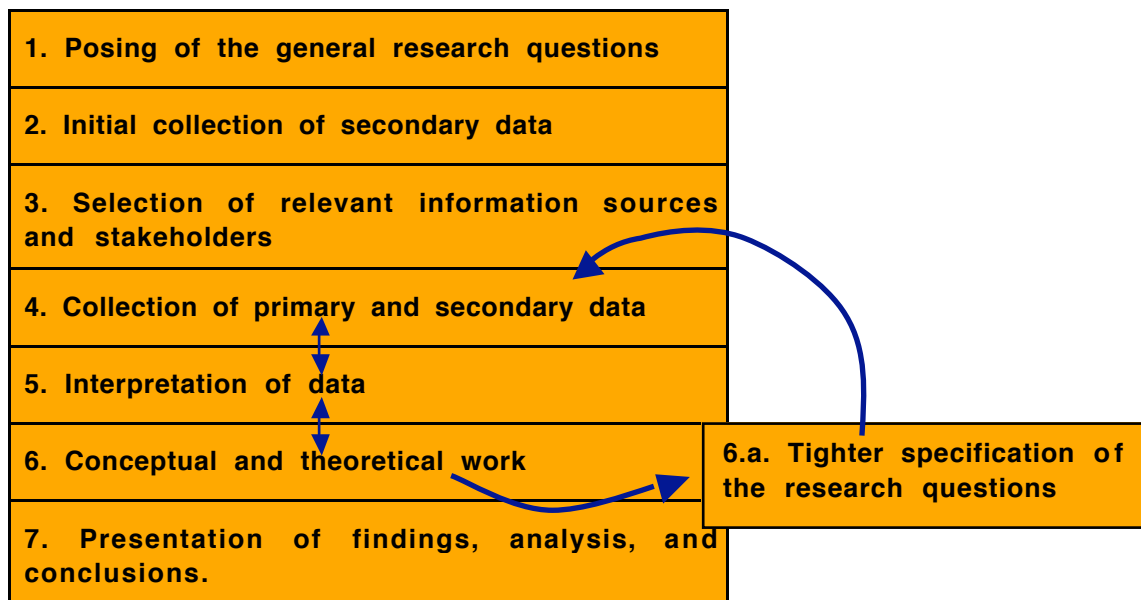 1. Posing of the general research questions
2. Initial collection of secondary data
3. Selection of relevant information sources
and stakeholders
4. Collection of primary and secondary data
5. Interpretation of data
6. Conceptual and theoretical work
6.a. Tighter specification of
the research questions
7. Presentation of findings, analysis, and
conclusions.